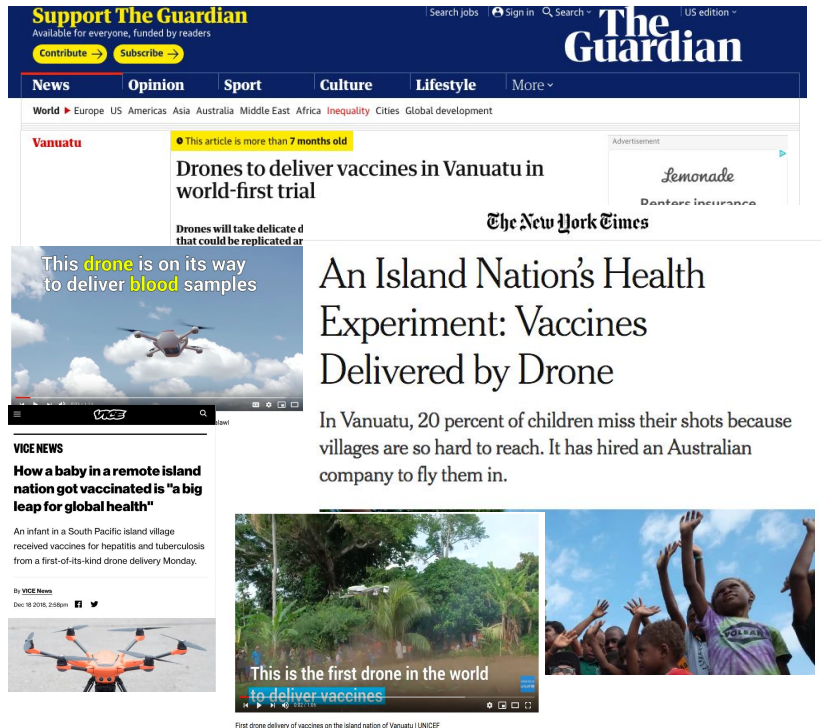 Support The Guardian
Available for everyone, funded by readers
Contribute →
Subscribe →
Search jobs
Sign in
Search
US edition
The
Guardian
News
Opinion
Sport
Culture
Lifestyle
More
World ▶ Europe US Americas Asia Australia Middle East Africa Inequality Cities Global development
Vanuatu
This article is more than 7 months old
Drones to deliver vaccines in Vanuatu in
world-first trial
Drones will take delicate d
that could be replicated ar
Advertisement
Lemonade
Renters insurance
The New York Times
An Island Nation's Health
Experiment: Vaccines
Delivered by Drone
In Vanuatu, 20 percent of children miss their shots because
villages are so hard to reach. It has hired an Australian
company to fly them in.
This drone is on its way
to deliver blood samples
alawi
VICE
VICE NEWS
How a baby in a remote island
nation got vaccinated is "a big
leap for global health"
An infant in a South Pacific island village
received vaccines for hepatitis and tuberculosis
from a first-of-its-kind drone delivery Monday.
By VICE News
Dec 18 2018, 2:58pm
This is the first drone in the world
to deliver vaccines
0:02 / 1:04
First drone delivery of vaccines on the island nation of Vanuatu | UNICEF